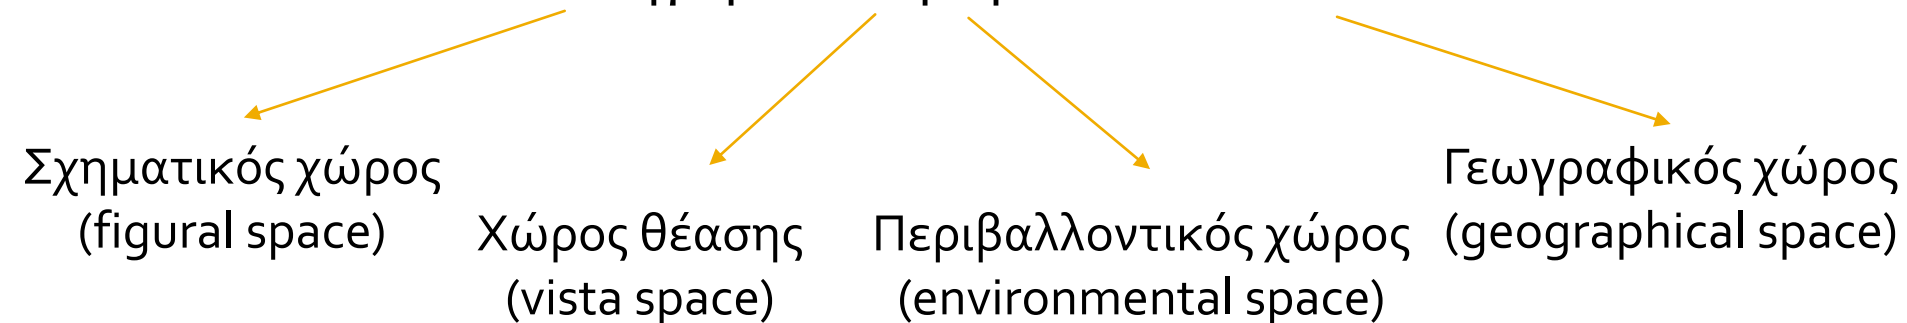 Σχηματικός χώρος
(figural space)
Χώρος θέασης
(vista space)
Περιβαλλοντικός χώρος
(environmental space)
Γεωγραφικός χώρος
(geographical space)